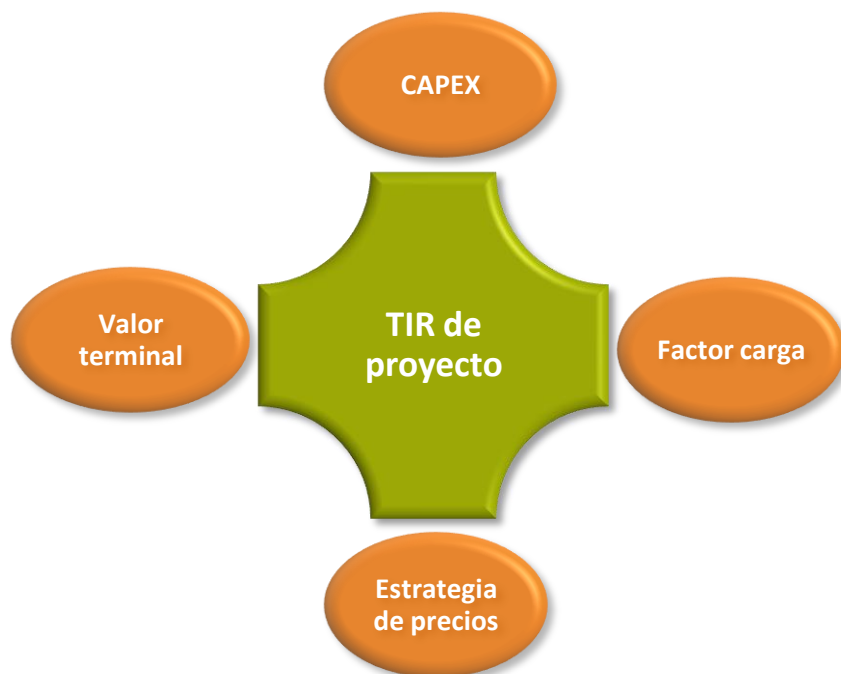 CAPEX
Valor
terminal
TIR de
proyecto
Factor carga
Estrategia
de precios